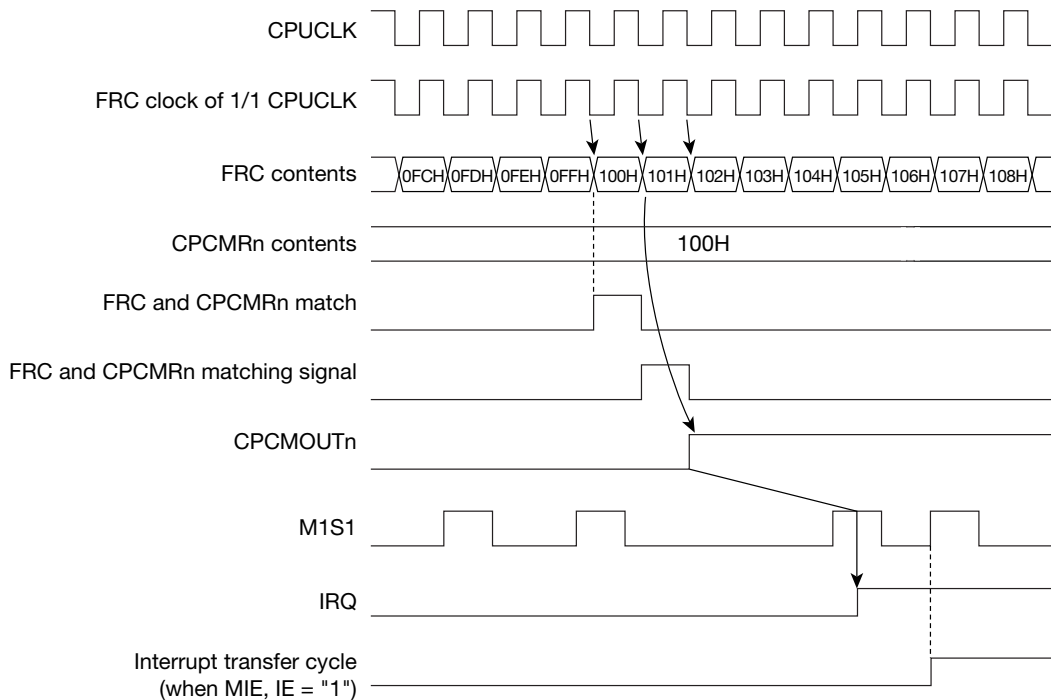 CPUCLK
FRC clock of 1/1 CPUCLK
FRC contents
0FCH 0FDH 0FEH 0FFH 100H 101H 102H 103H 104H 105H 106H 107H 108H
CPCMRn contents
100H
FRC and CPCMRn match
FRC and CPCMRn matching signal
CPCMOUTn
M1S1
IRQ
Interrupt transfer cycle
(when MIE, IE = "1")